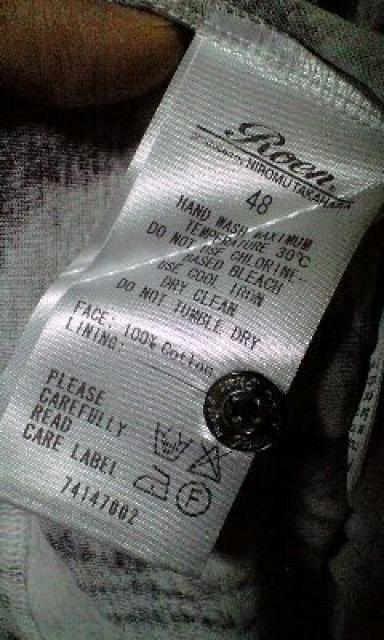 Roen
HIROMU TAKAHARA
48
HAND WASH MAXIMUM
TEMPERATURE 30°C
DO NOT USE CHLORINE-
BASED BLEACH
USE COOL IRON
DRY CLEAN
DO NOT TUMBLE DRY
FACE: 100% Cotton
LINING:
PLEASE
CAREFULLY
READ
CARE LABEL
F
74147002